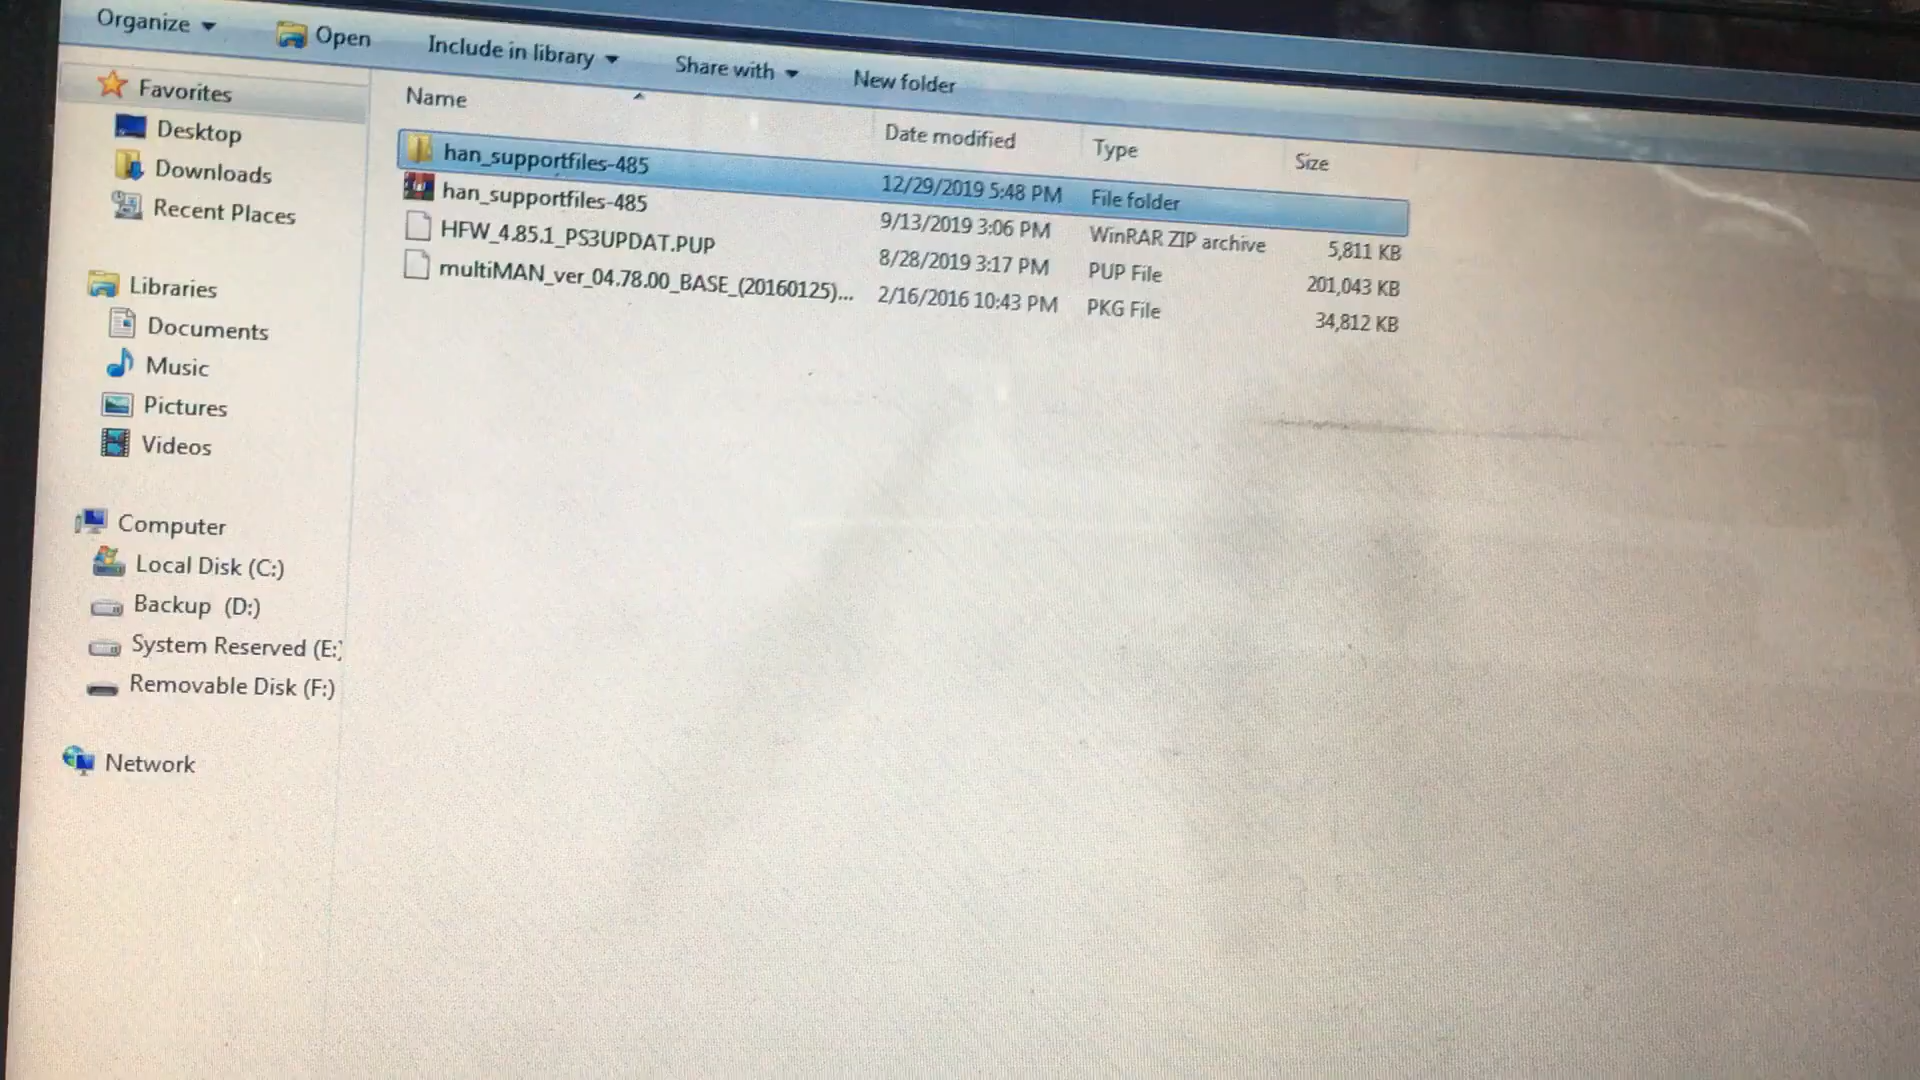 Organize
Open
Include in library
Share with
New folder
Favorites
Desktop
Downloads
Recent Places
Libraries
Documents
Music
Pictures
Videos
Computer
Local Disk (C:)
Backup (D:)
System Reserved (E:)
Removable Disk (F:)
Network
Name Date modified Type Size
han_supportfiles-485 12/29/2019 5:48 PM File folder
han_supportfiles-485 9/13/2019 3:06 PM WinRAR ZIP archive 5,811 KB
HFW_4.85.1_PS3UPDAT.PUP 8/28/2019 3:17 PM PUP File 201,043 KB
multiMAN_ver_04.78.00_BASE_(20160125)... 2/16/2016 10:43 PM PKG File 34,812 KB